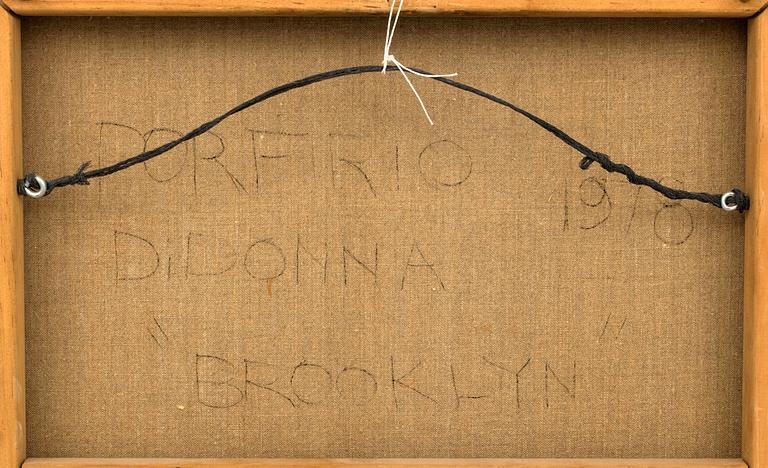 PORFIRIO
1978
DiDONNA
"BROOKLYN"